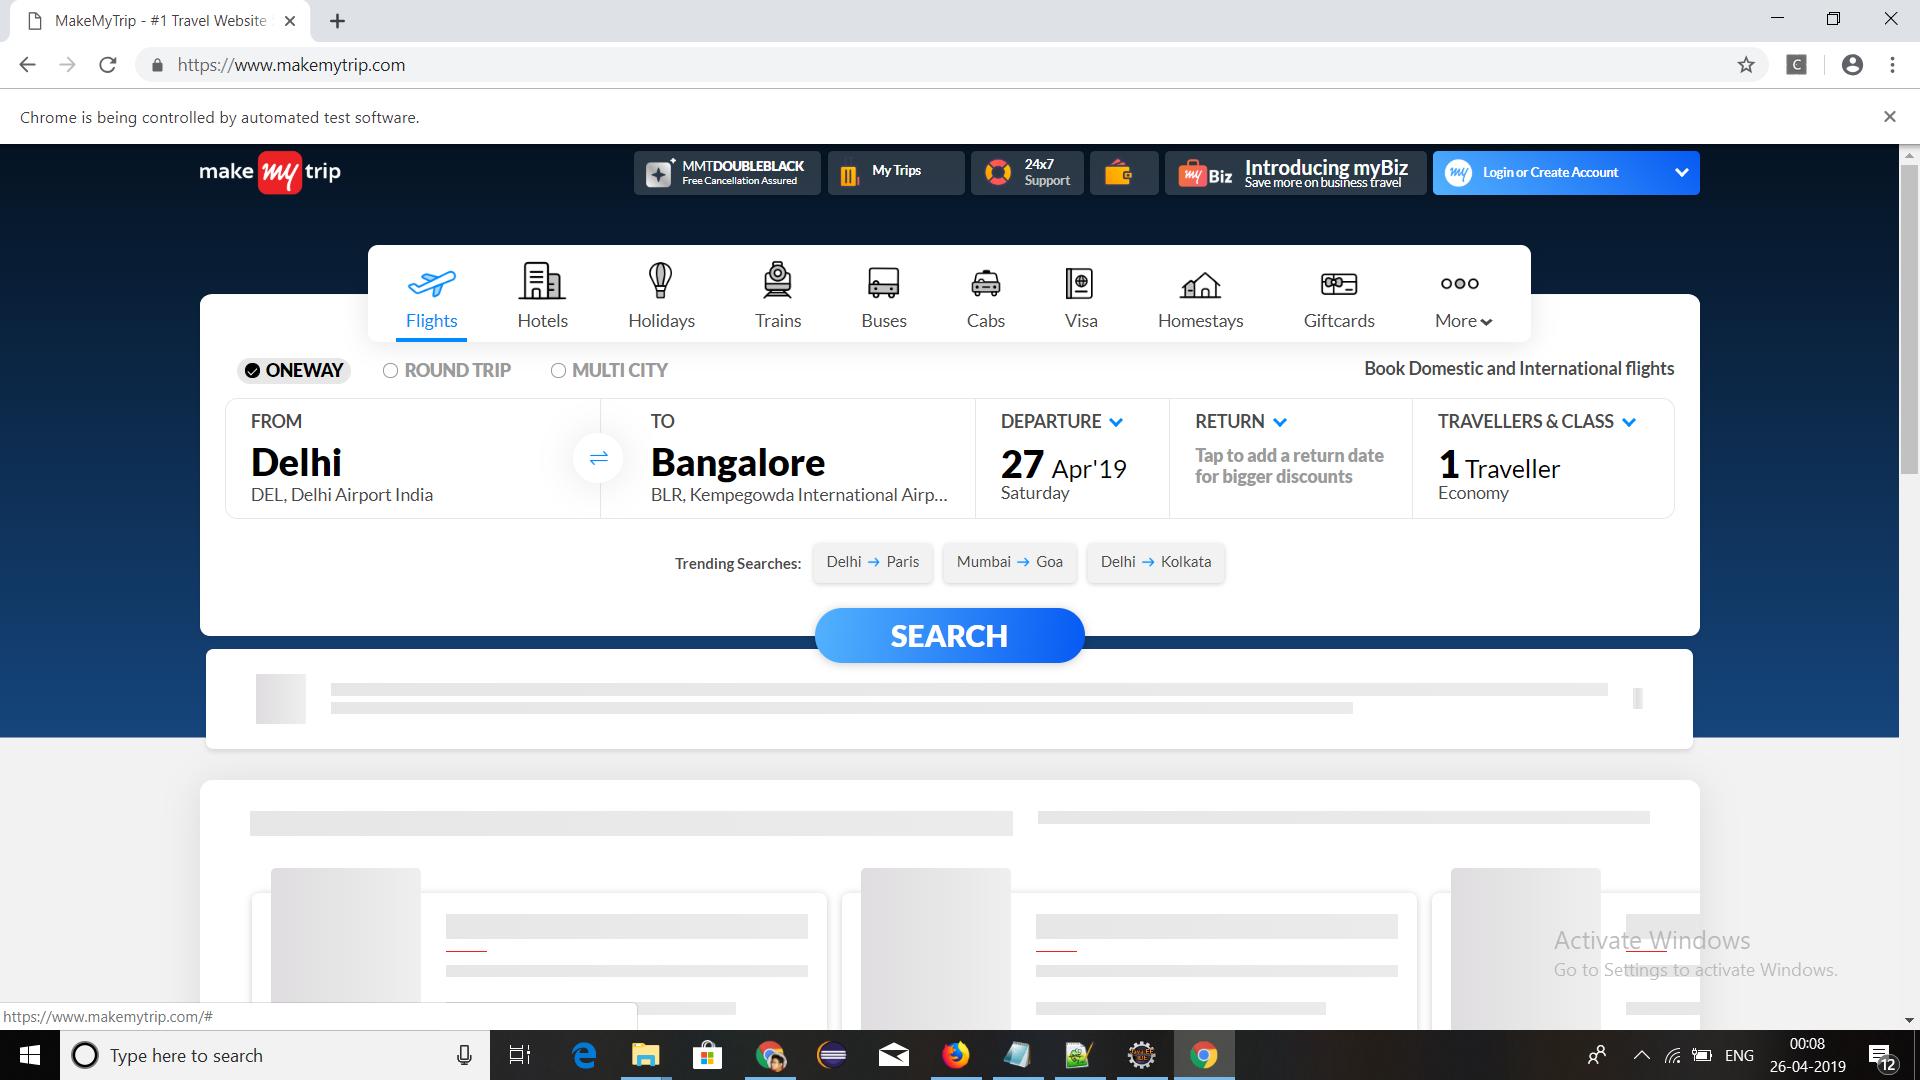 MakeMyTrip - #1 Travel Website
https://www.makemytrip.com
C
Chrome is being controlled by automated test software.
make my trip
MMTDOUBLEBLACK
Free Cancellation Assured
My Trips
24x7
Support
my Biz
Introducing myBiz
Save more on business travel
my
Login or Create Account
Flights
Hotels
Holidays
Trains
Buses
Cabs
Visa
Homestays
Giftcards
More
ONEWAY
ROUND TRIP
MULTI CITY
Book Domestic and International flights
FROM
Delhi
DEL, Delhi Airport India
TO
Bangalore
BLR, Kempegowda International Airp...
DEPARTURE
27 Apr'19
Saturday
RETURN
Tap to add a return date
for bigger discounts
TRAVELLERS & CLASS
1 Traveller
Economy
Trending Searches:
Delhi → Paris
Mumbai → Goa
Delhi → Kolkata
SEARCH
Activate Windows
Go to Settings to activate Windows.
https://www.makemytrip.com/#
Type here to search
ENG
00:08
26-04-2019
12